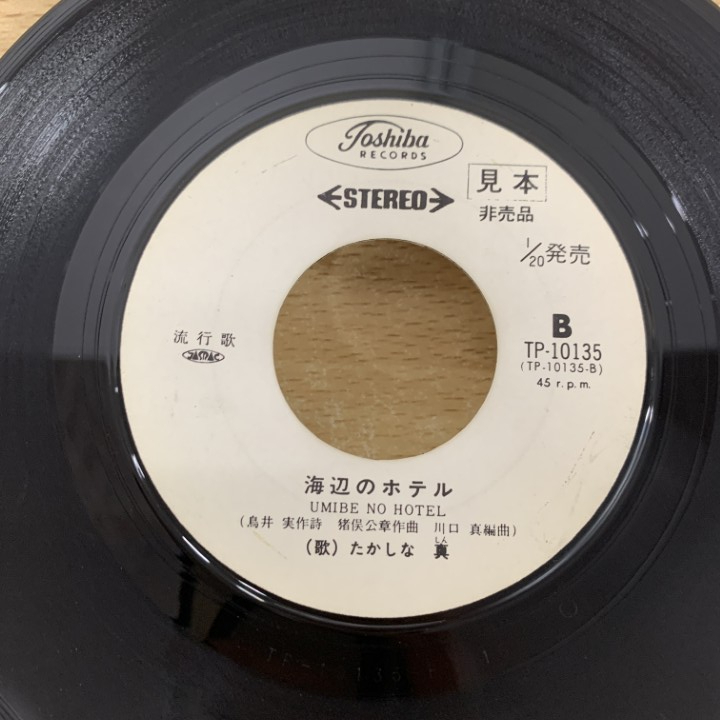 Toshiba
RECORDS
STEREO
見本
非売品
1/20発売
流行歌
JASRAC
B
TP-10135
(TP-10135-B)
45 r.p.m.
海辺のホテル
UMIBE NO HOTEL
(鳥井 実作詩 猪俣公章作曲 川口 真編曲)
しん
(歌) たかしな 真